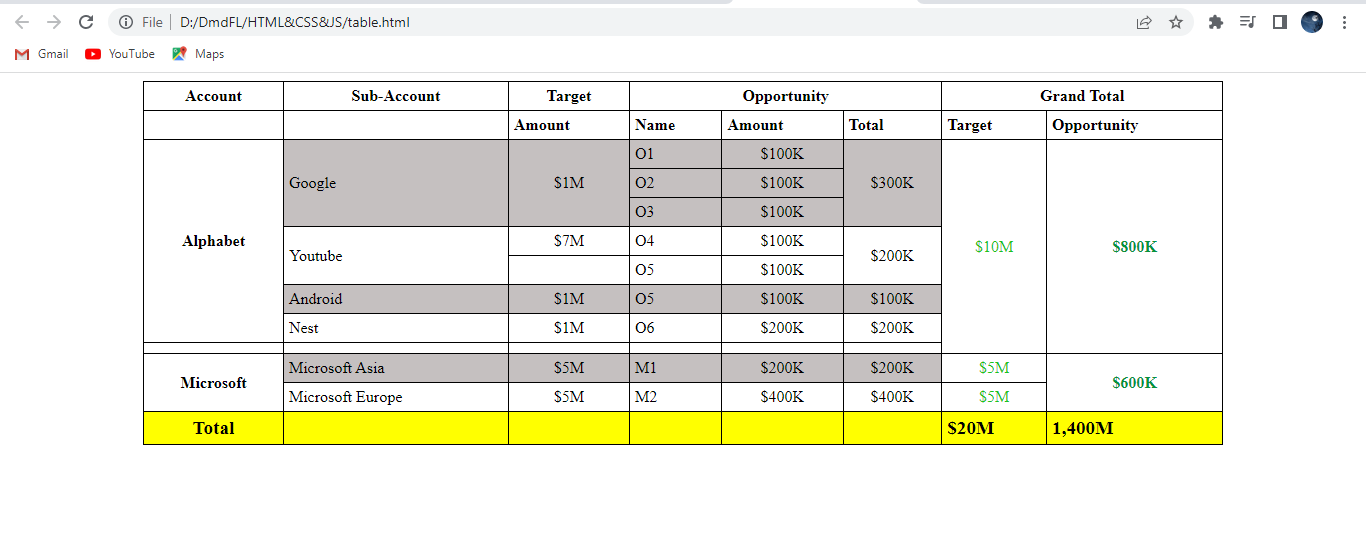 File D:/DmdFL/HTML&CSS&JS/table.html
Gmail YouTube Maps
Account Sub-Account Target Opportunity Grand Total
Amount Name Amount Total Target Opportunity
Alphabet Google $1M O1 $100K $300K $10M $800K
O2 $100K
O3 $100K
Youtube $7M O4 $100K $200K
O5 $100K
Android $1M O5 $100K $100K
Nest $1M O6 $200K $200K
Microsoft Microsoft Asia $5M M1 $200K $200K $5M $600K
Microsoft Europe $5M M2 $400K $400K $5M
Total $20M 1,400M